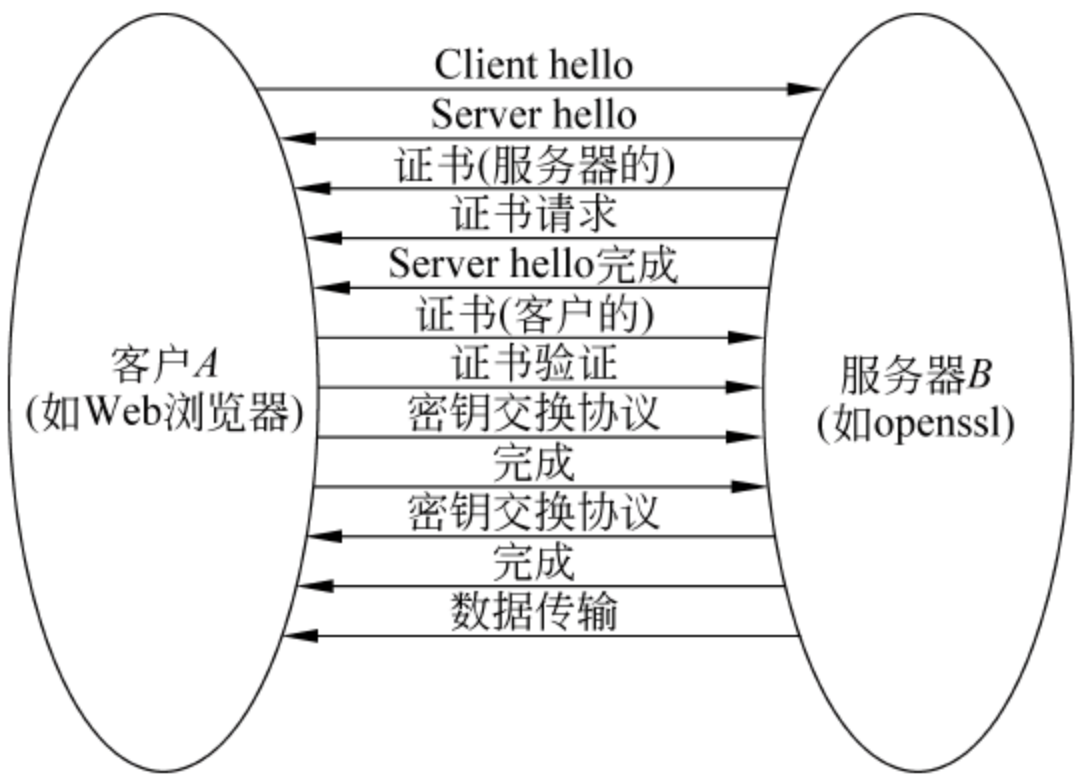 Client hello
Server hello
证书(服务器的)
证书请求
Server hello完成
证书(客户的)
证书验证
密钥交换协议
完成
密钥交换协议
完成
数据传输
客户A
(如Web浏览器)
服务器B
(如openssl)